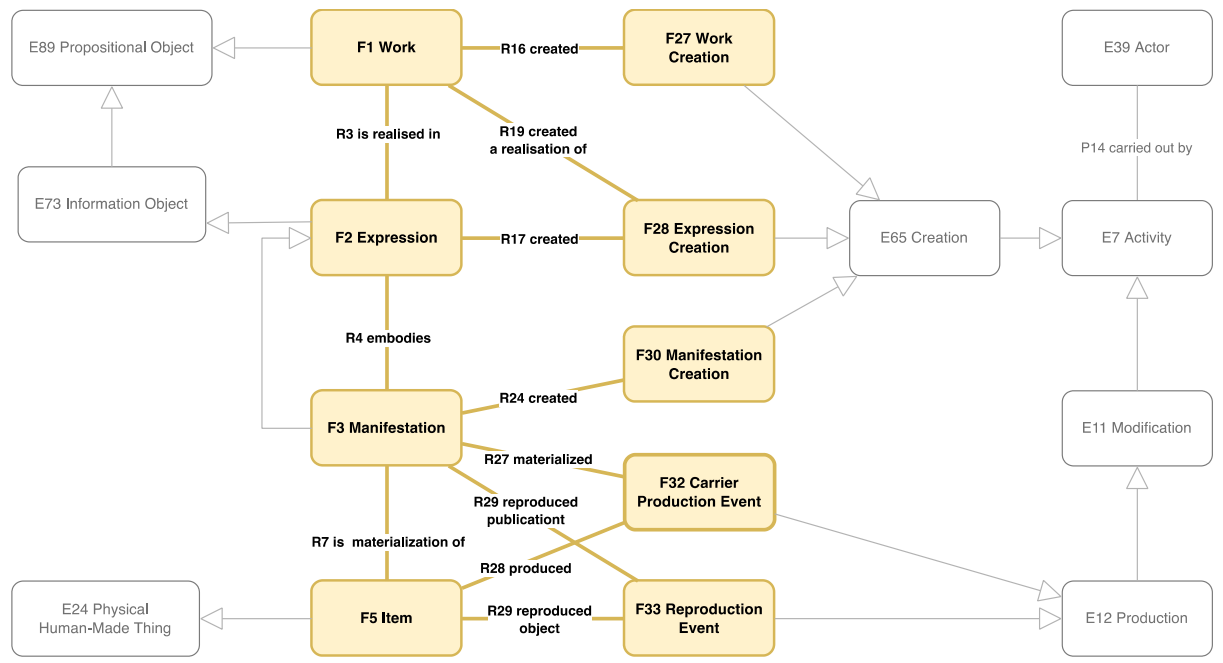 E89 Propositional Object
F1 Work
R16 created
F27 Work
Creation
E39 Actor
R3 is realised in
R19 created
a realisation of
P14 carried out by
E73 Information Object
F2 Expression
R17 created
F28 Expression
Creation
E65 Creation
E7 Activity
R4 embodies
F30 Manifestation
Creation
R24 created
F3 Manifestation
E11 Modification
R27 materialized
F32 Carrier
Production Event
R29 reproduced
publicationt
R7 is  materialization of
R28 produced
E24 Physical
Human-Made Thing
F5 Item
R29 reproduced
object
F33 Reproduction
Event
E12 Production